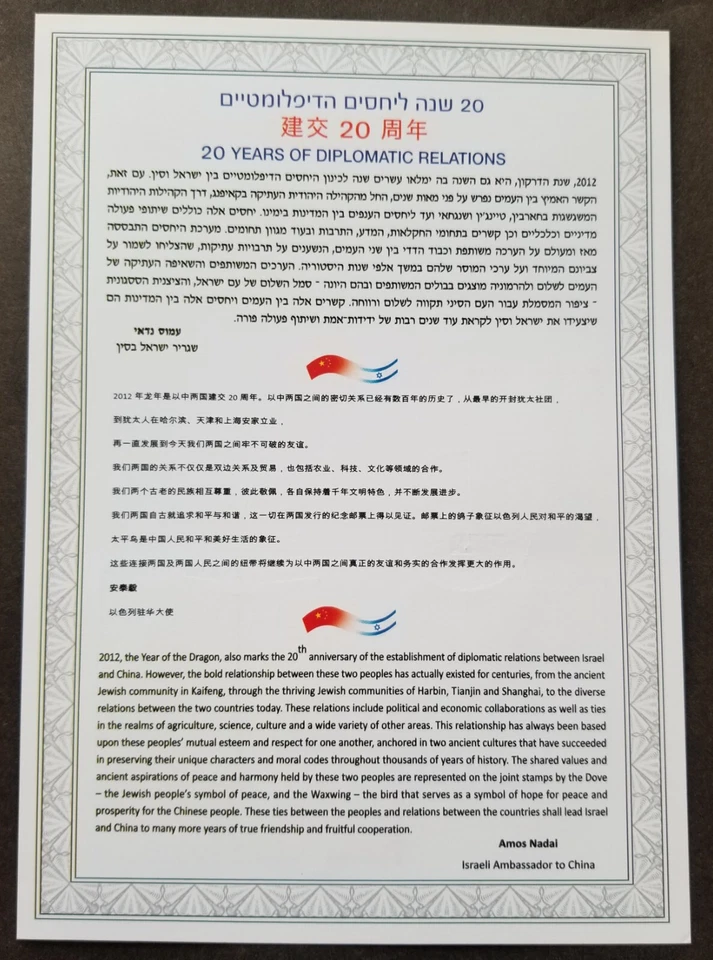 20 שנה ליחסים הדיפלומטיים
建交 20 周年
20 YEARS OF DIPLOMATIC RELATIONS
2012, שנת הדרקון, היא גם השנה בה ימלאו עשרים שנה לכינון היחסים הדיפלומטיים בין ישראל וסין. עם זאת,
הקשר האמיץ בין העמים נפרש על פני מאות שנים, החל מהקהילה היהודית העתיקה בקאיפנג, דרך הקהילות היהודיות
המשגשגות בחארבין, טיינג'ין ושנגחאי ועד ליחסים הענפים בין המדינות בימינו. יחסים אלה כוללים שיתופי פעולה
מדיניים וכלכליים וכן קשרים בתחומי החקלאות, המדע, התרבות ובעוד מגוון תחומים. מערכת היחסים התבססה
מאז ומעולם על הערכה משותפת וכבוד הדדי בין שני העמים, הנשענים על תרבויות עתיקות, שהצליחו לשמור על
צביונם המיוחד ועל ערכי המוסר שלהם במשך אלפי שנות היסטוריה. הערכים המשותפים והשאיפה העתיקה של
העמים לשלום ולהרמוניה מוצגים בבולים המשותפים ובהם היונה - סמל השלום של עם ישראל, והציצנית הססגונית
- ציפור המסמלת עבור העם הסיני תקווה לשלום ורווחה. קשרים אלה בין העמים ויחסים אלה בין המדינות הם
שיצעידו את ישראל וסין לקראת עוד שנים רבות של ידידות-אמת ושיתוף פעולה פורה.
עמוס נדאי
שגריר ישראל בסין
2012 年龙年是以中两国建交 20 周年。以中两国之间的密切关系已经有数百年的历史了，从最早的开封犹太社团，
到犹太人在哈尔滨、天津和上海安家立业，
再一直发展到今天我们两国之间牢不可破的友谊。
我们两国的关系不仅仅是双边关系及贸易，也包括农业、科技、文化等领域的合作。
我们两个古老的民族相互尊重，彼此敬佩，各自保持着千年文明特色，并不断发展进步。
我们两国自古就追求和平与和谐，这一切在两国发行的纪念邮票上得以见证。邮票上的鸽子象征以色列人民对和平的渴望，
太平鸟是中国人民和平和美好生活的象征。
这些连接两国及两国人民之间的纽带将继续为以中两国之间真正的友谊和务实的合作发挥更大的作用。
安泰毅
以色列驻华大使
2012, the Year of the Dragon, also marks the 20th anniversary of the establishment of diplomatic relations between Israel
and China. However, the bold relationship between these two peoples has actually existed for centuries, from the ancient
Jewish community in Kaifeng, through the thriving Jewish communities of Harbin, Tianjin and Shanghai, to the diverse
relations between the two countries today. These relations include political and economic collaborations as well as ties
in the realms of agriculture, science, culture and a wide variety of other areas. This relationship has always been based
upon these peoples' mutual esteem and respect for one another, anchored in two ancient cultures that have succeeded
in preserving their unique characters and moral codes throughout thousands of years of history. The shared values and
ancient aspirations of peace and harmony held by these two peoples are represented on the joint stamps by the Dove
– the Jewish people's symbol of peace, and the Waxwing – the bird that serves as a symbol of hope for peace and
prosperity for the Chinese people. These ties between the peoples and relations between the countries shall lead Israel
and China to many more years of true friendship and fruitful cooperation.
Amos Nadai
Israeli Ambassador to China